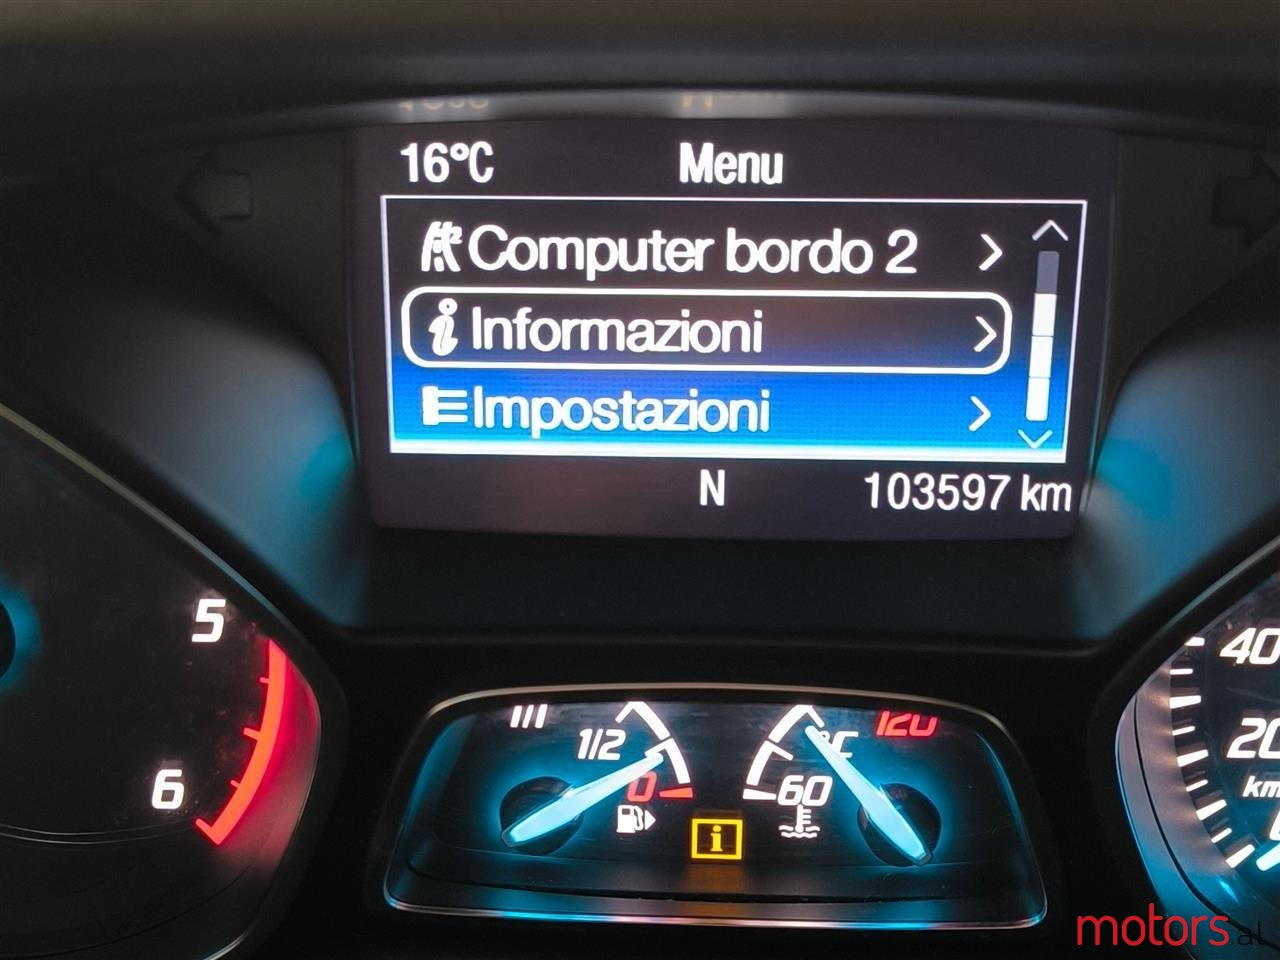 16°C Menu
Computer bordo 2
Informazioni
Impostazioni
N 103597 km
5
6
1/2
0
°C
120
60
i
40
20
km
motors.al